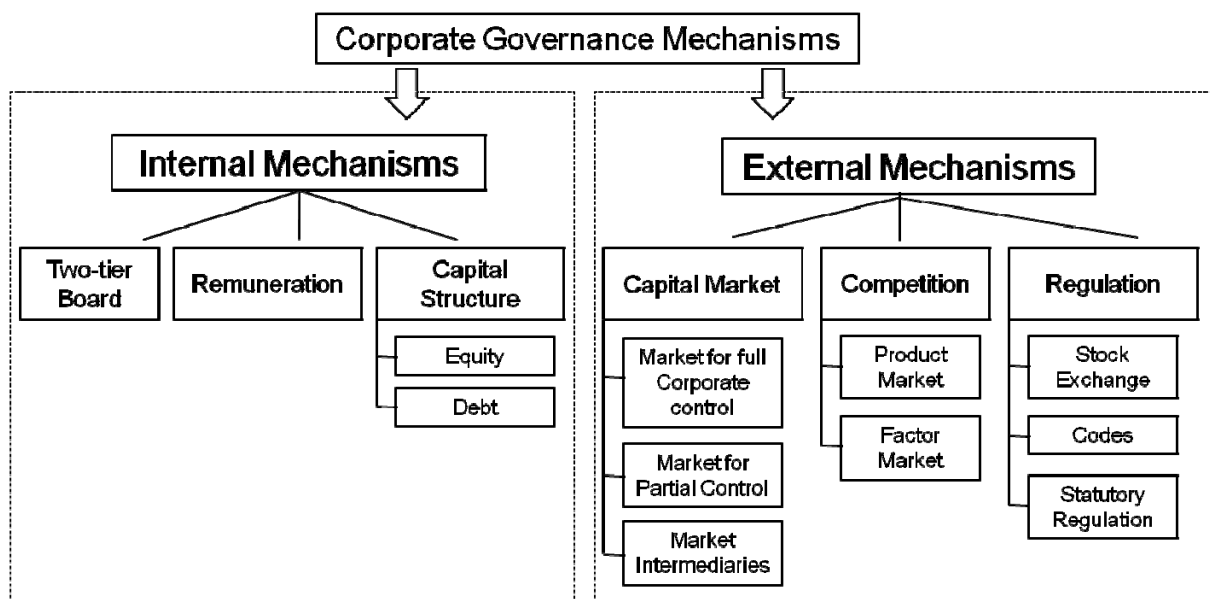 Corporate Governance Mechanisms
Internal Mechanisms
External Mechanisms
Two-tier
Board
Remuneration
Capital
Structure
Equity
Debt
Capital Market
Competition
Regulation
Market for full
Corporate
control
Market for
Partial Control
Market
Intermediaries
Product
Market
Factor
Market
Stock
Exchange
Codes
Statutory
Regulation